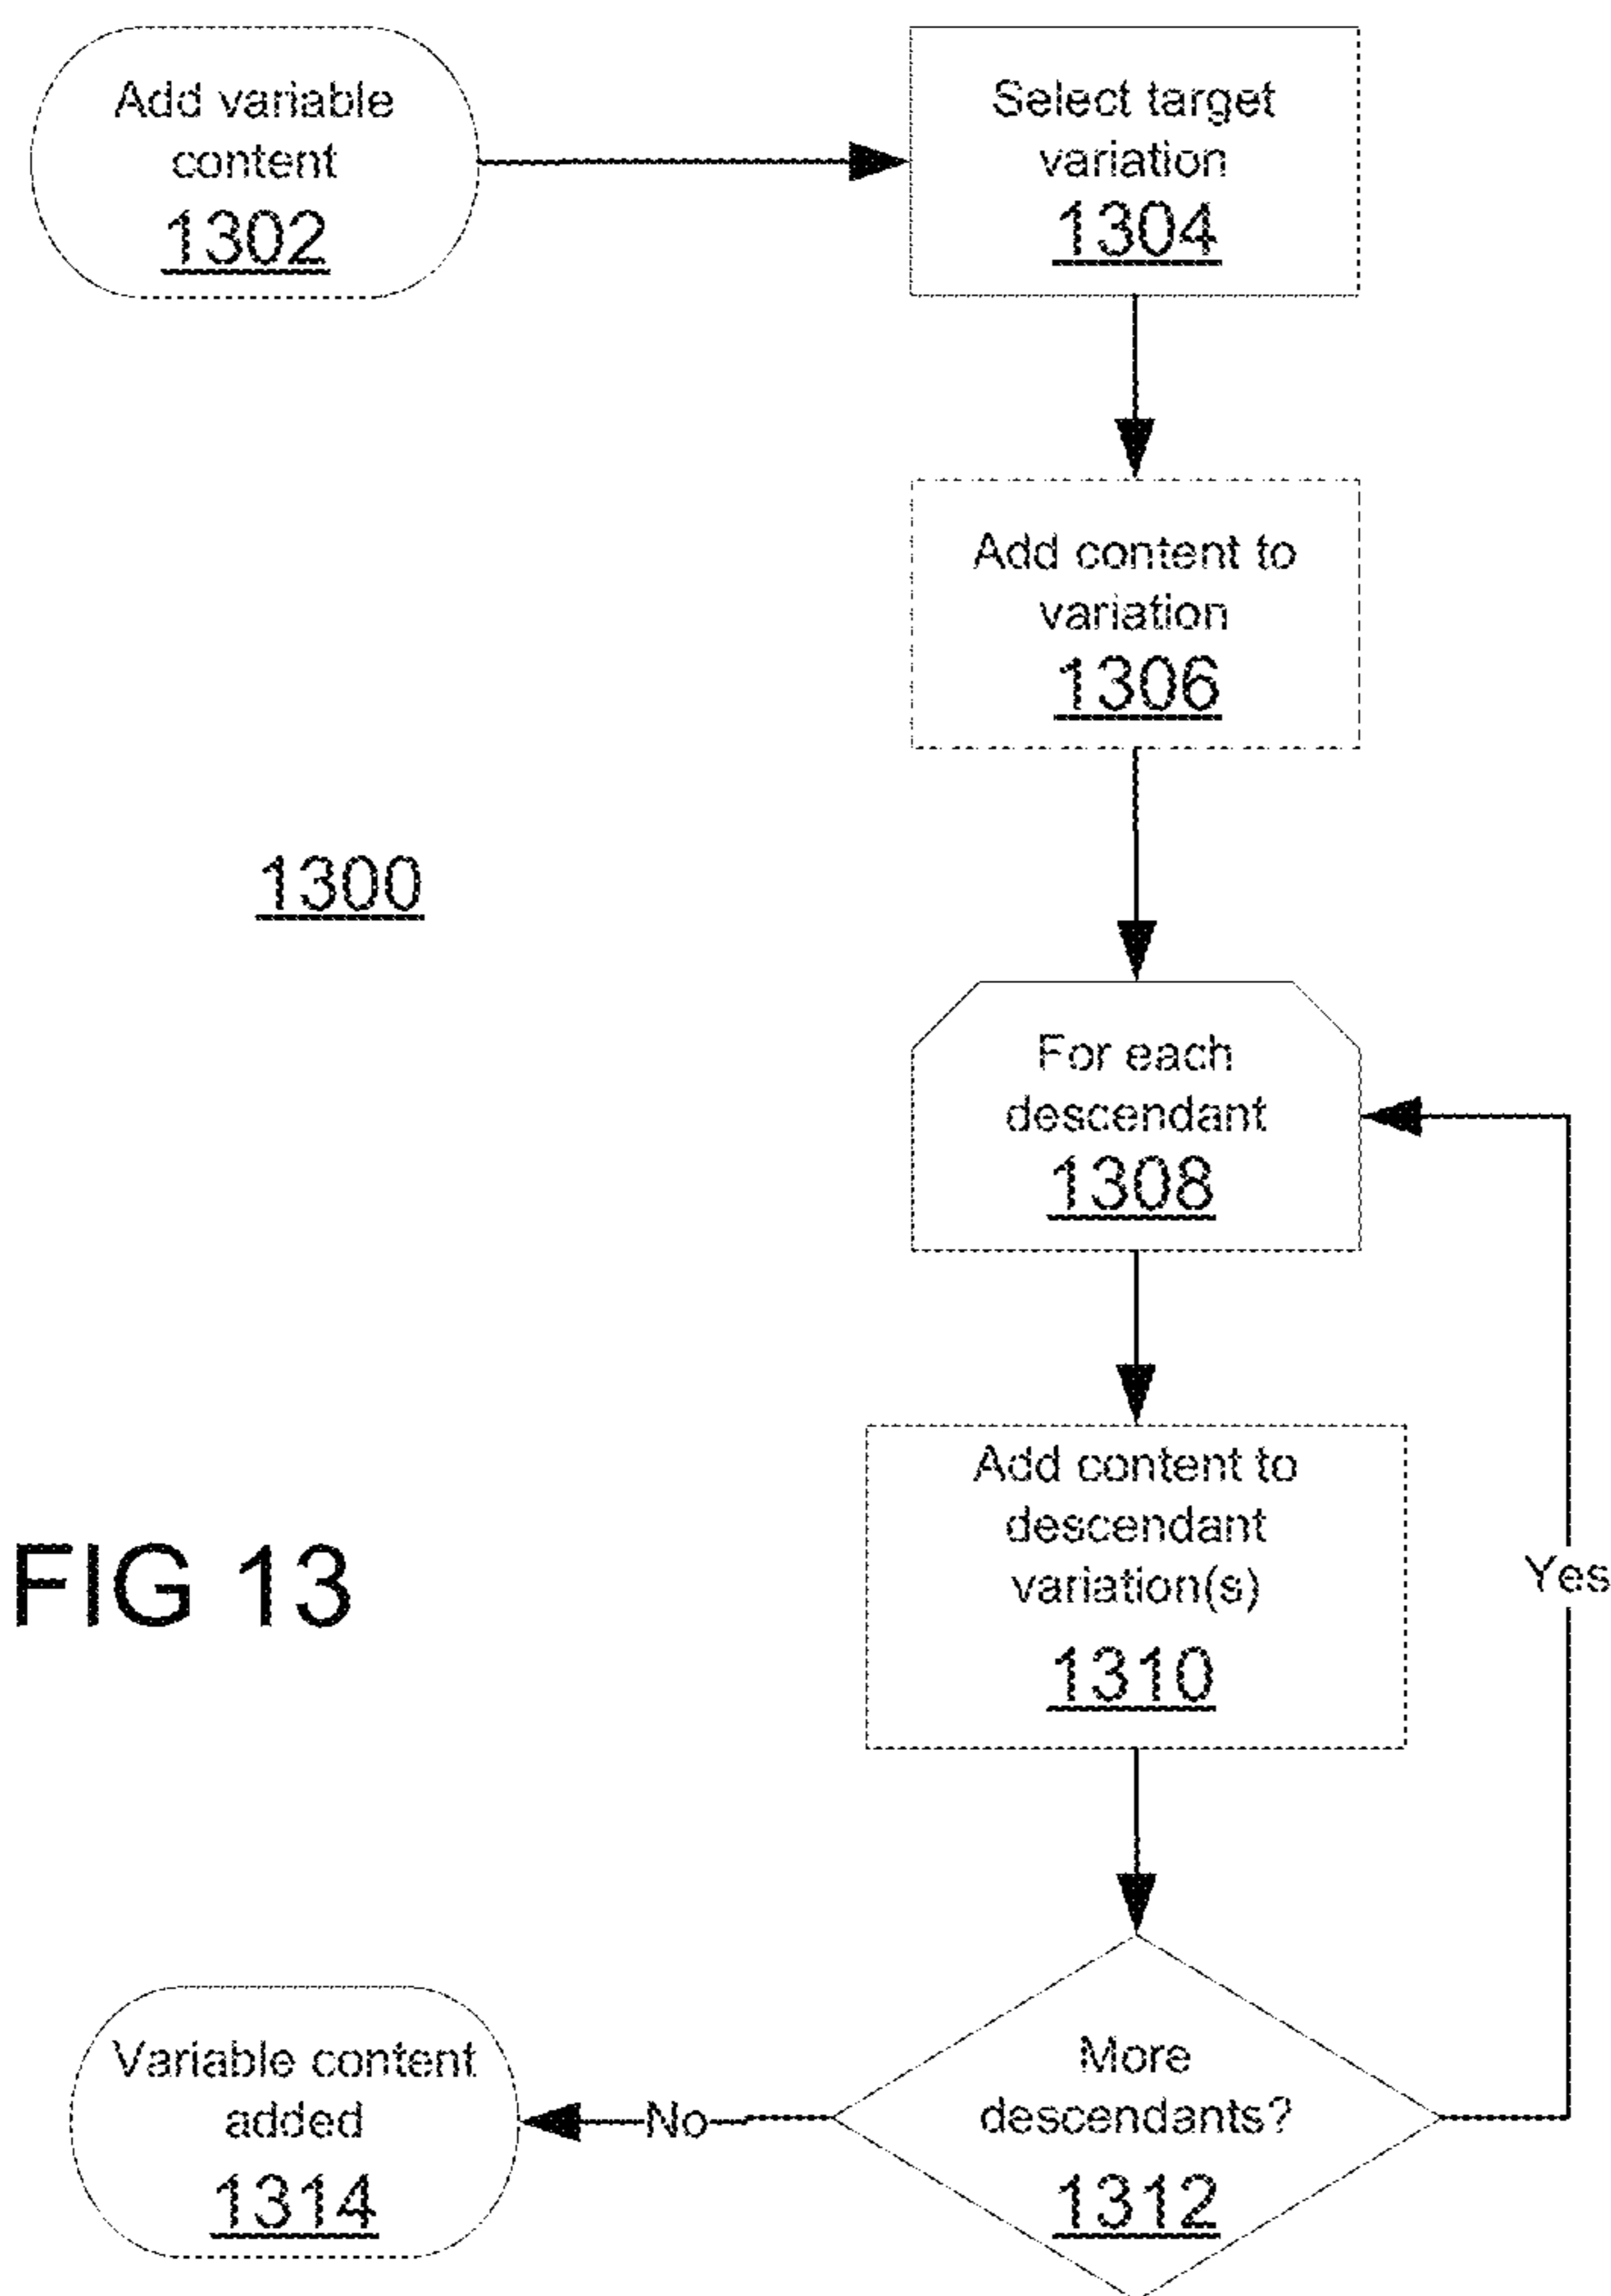 Add variable
content
1302
Select target
variation
1304
Add content to
variation
1306
1300
For each
descendant
1308
Add content to
descendant
variation(s)
1310
FIG 13
Yes
More
descendants?
1312
No
Variable content
added
1314